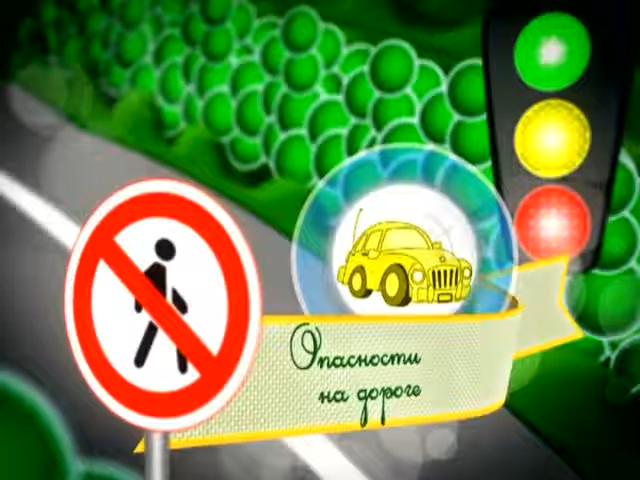 Опасности
на дороге